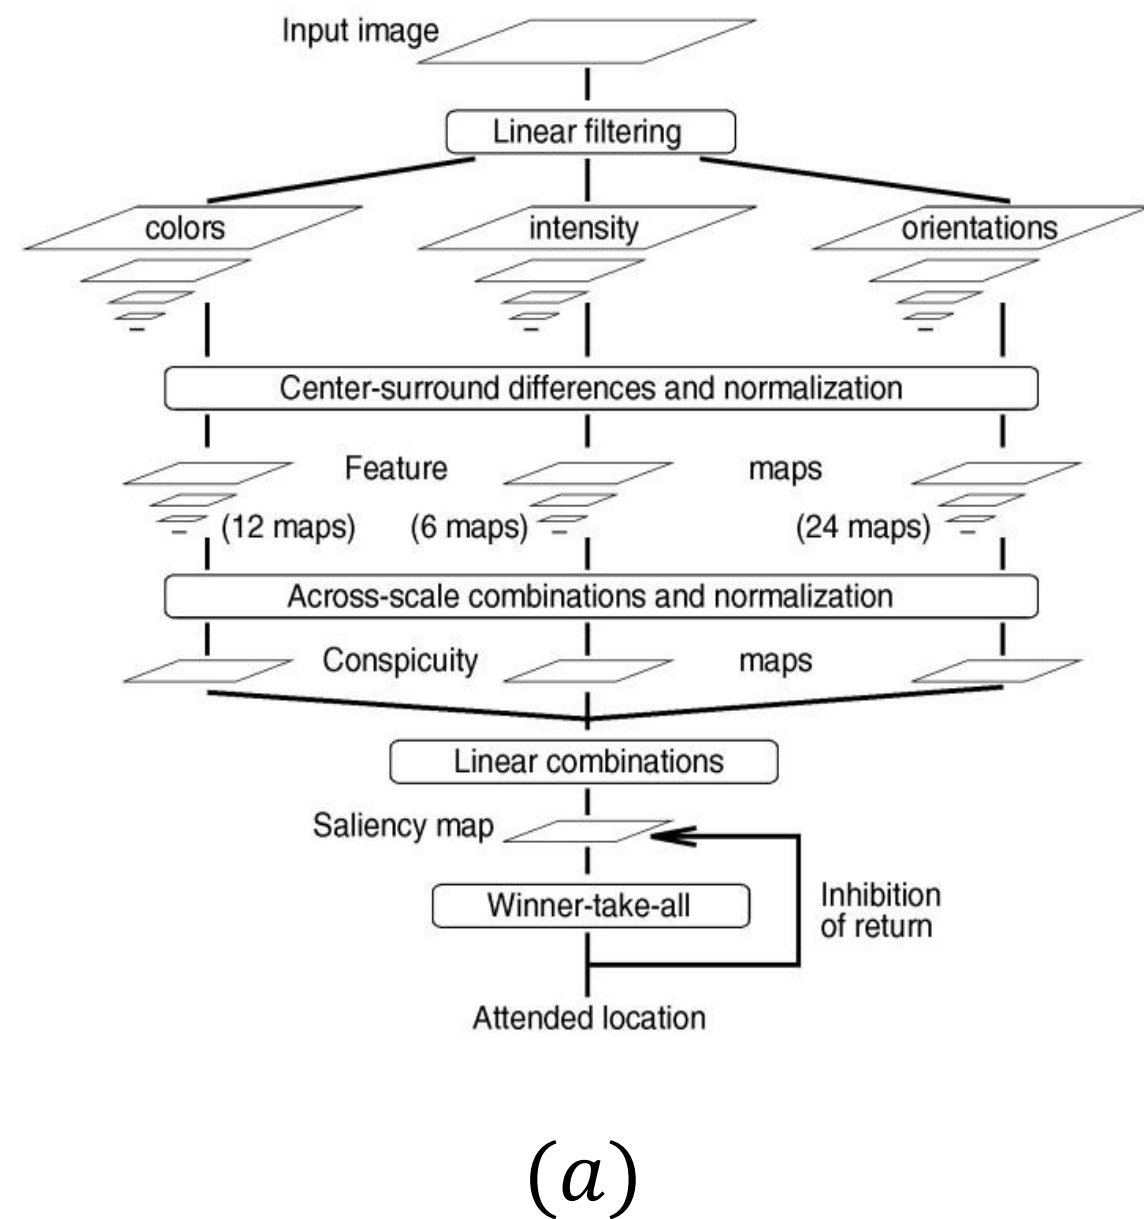 Input image
Linear filtering
colors intensity orientations
Center-surround differences and normalization
Feature maps
(12 maps) (6 maps) (24 maps)
Across-scale combinations and normalization
Conspicuity maps
Linear combinations
Saliency map
Winner-take-all
Inhibition
of return
Attended location
(a)